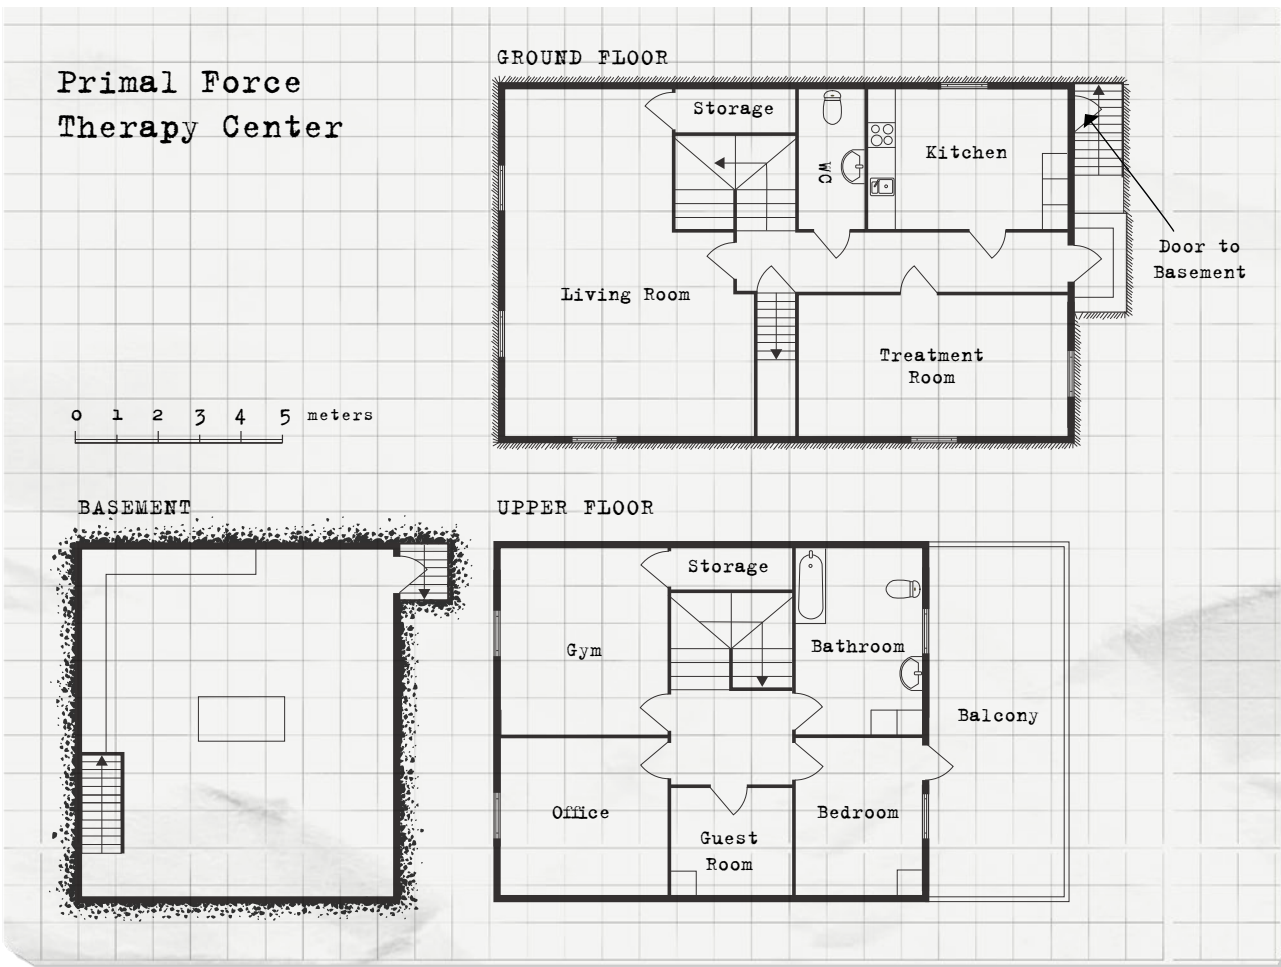 Primal Force
Therapy Center
GROUND FLOOR
Storage
WC
Kitchen
Door to
Basement
Living Room
Treatment
Room
0 1 2 3 4 5 meters
BASEMENT
UPPER FLOOR
Storage
Gym
Bathroom
Balcony
Office
Guest
Room
Bedroom